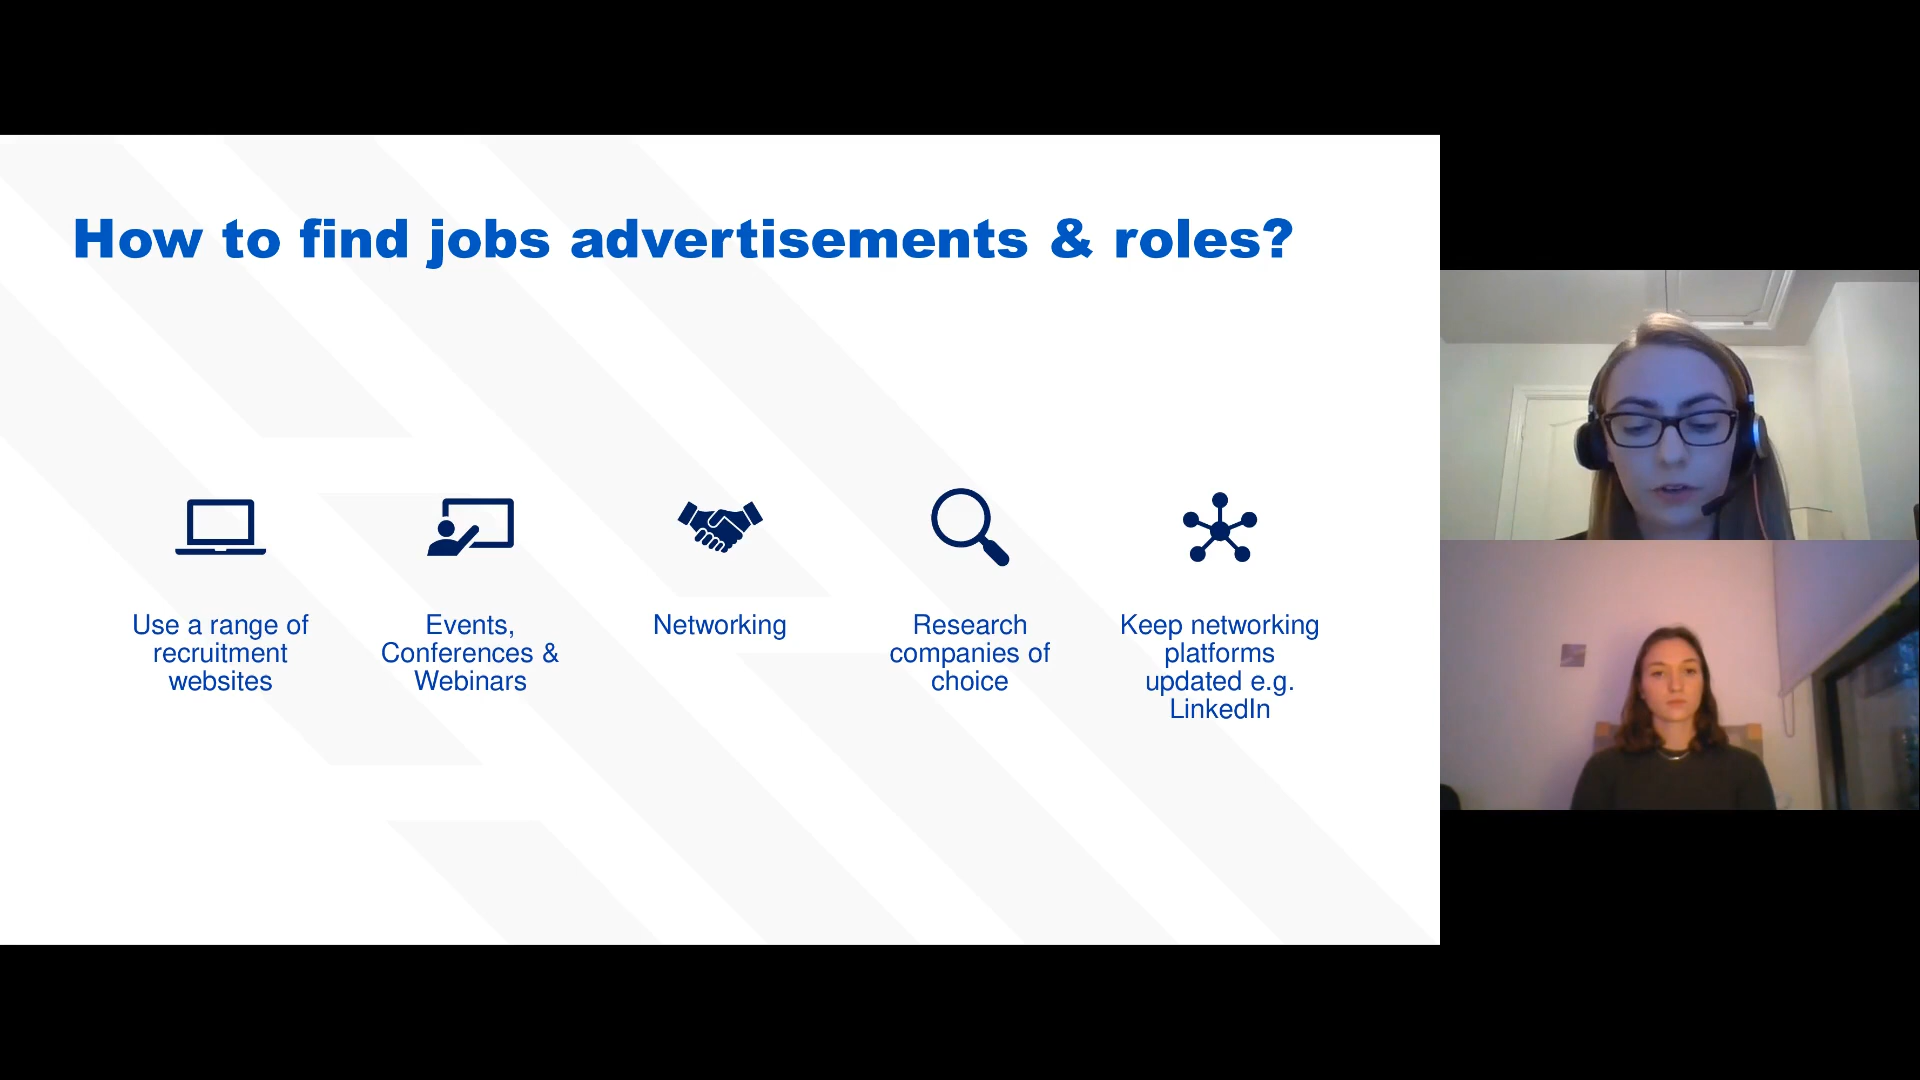 How to find jobs advertisements & roles?
Use a range of
recruitment
websites
Events,
Conferences &
Webinars
Networking
Research
companies of
choice
Keep networking
platforms
updated e.g.
LinkedIn